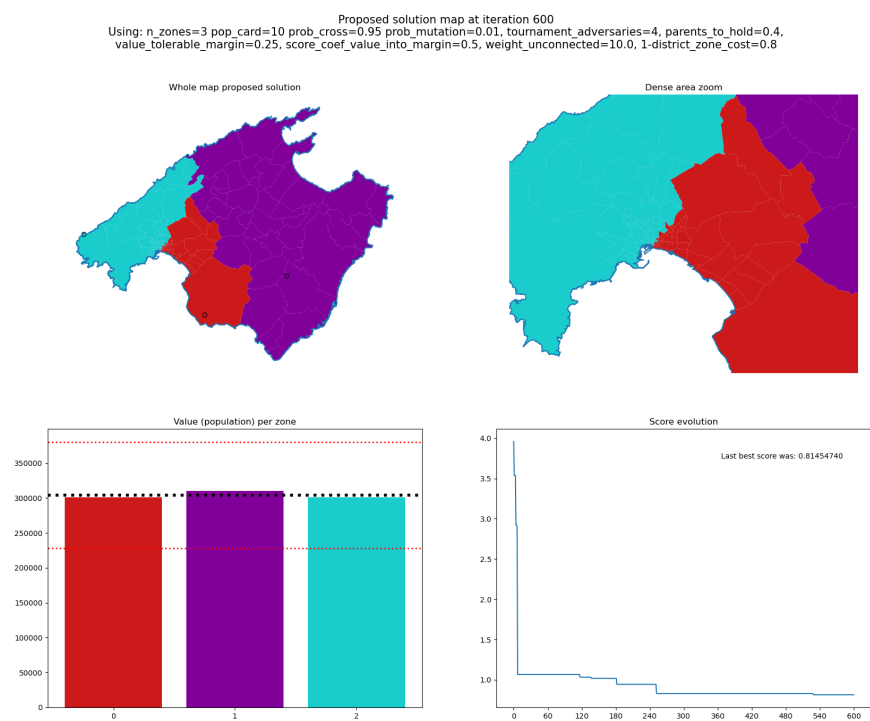 Proposed solution map at iteration 600
Using: n_zones=3 pop_card=10 prob_cross=0.95 prob_mutation=0.01, tournament_adversaries=4, parents_to_hold=0.4,
value_tolerable_margin=0.25, score_coef_value_into_margin=0.5, weight_unconnected=10.0, 1-district_zone_cost=0.8
Whole map proposed solution
Dense area zoom
Value (population) per zone
350000
300000
250000
200000
150000
100000
50000
0
0 1 2
Score evolution
Last best score was: 0.81454740
4.0
3.5
3.0
2.5
2.0
1.5
1.0
0 60 120 180 240 300 360 420 480 540 600